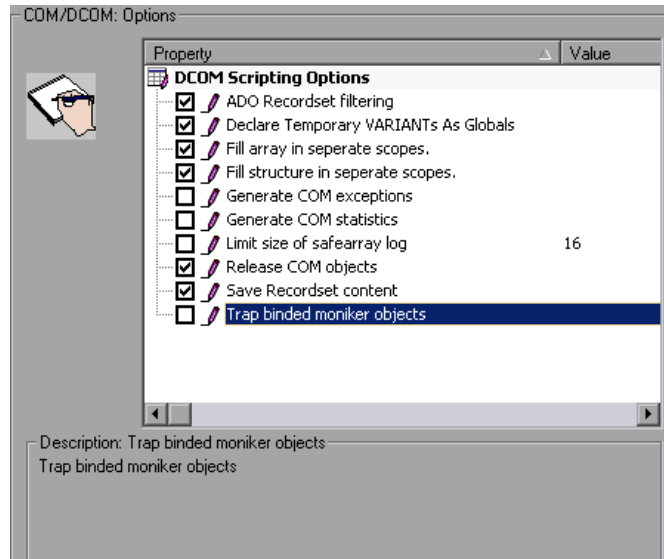 COM/DCOM: Options
Property Value
DCOM Scripting Options
ADO Recordset filtering
Declare Temporary VARIANTs As Globals
Fill array in seperate scopes.
Fill structure in seperate scopes.
Generate COM exceptions
Generate COM statistics
Limit size of safearray log 16
Release COM objects
Save Recordset content
Trap binded moniker objects
Description: Trap binded moniker objects
Trap binded moniker objects